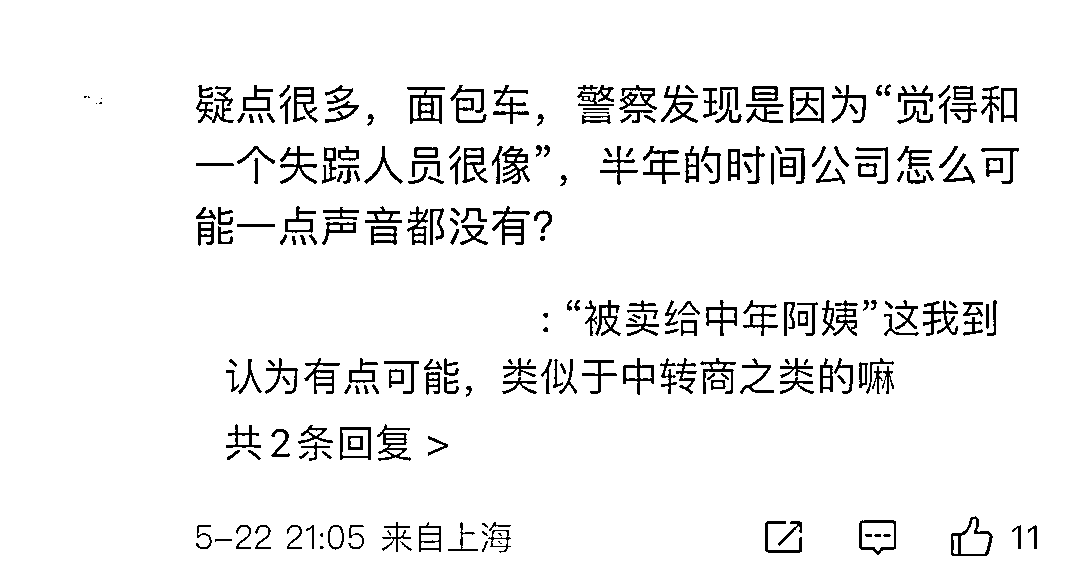 疑点很多，面包车，警察发现是因为“觉得和
一个失踪人员很像”，半年的时间公司怎么可
能一点声音都没有？
：“被卖给中年阿姨”这我到
认为有点可能，类似于中转商之类的嘛
共2条回复 >
5-22 21:05 来自上海
11